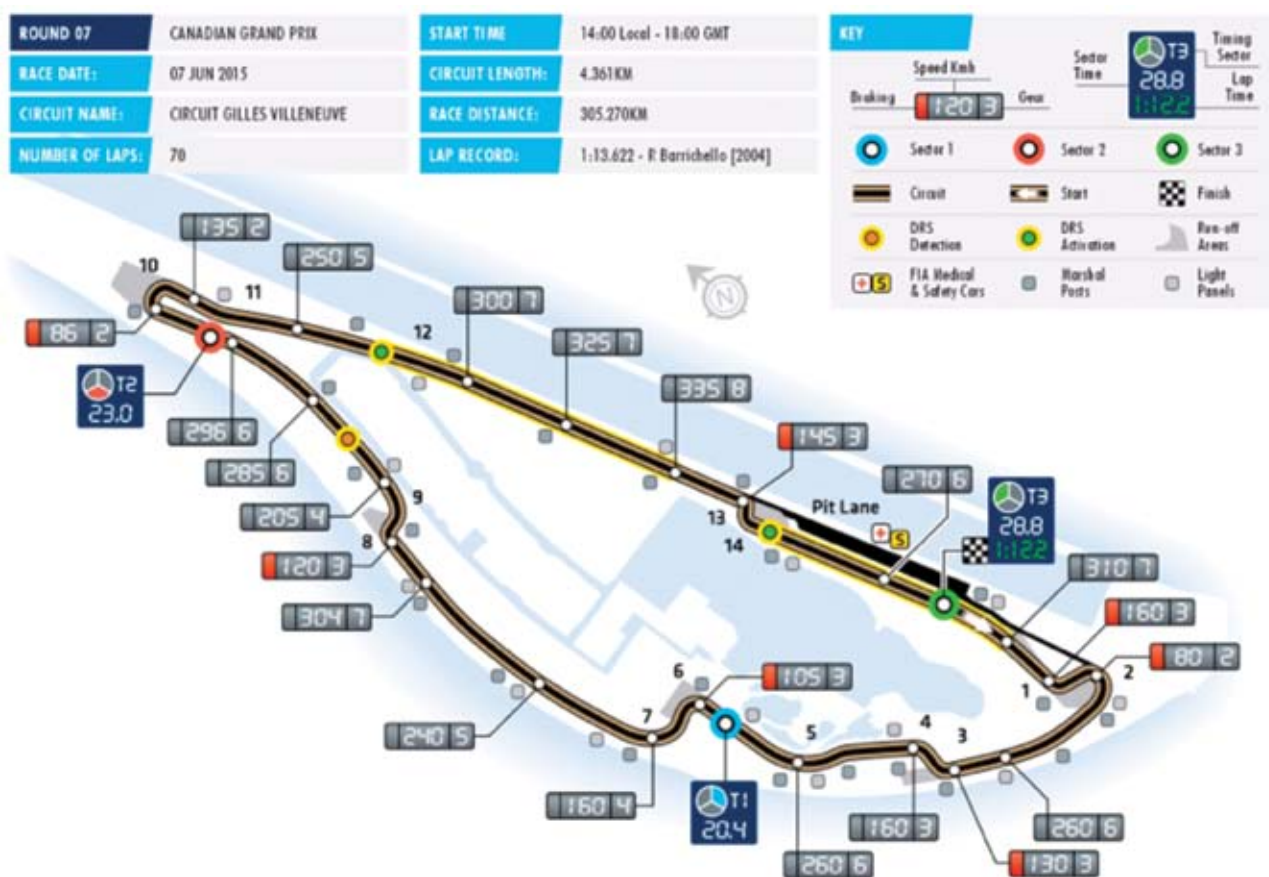 ROUND 07 CANADIAN GRAND PRIX
RACE DATE: 07 JUN 2015
CIRCUIT NAME: CIRCUIT GILLES VILLENEUVE
NUMBER OF LAPS: 70
START TIME 14:00 Local - 18:00 GMT
CIRCUIT LENGTH: 4.361KM
RACE DISTANCE: 305.270KM
LAP RECORD: 1:13.622 - R Barrichello [2004]
KEY
Speed Kmh
Braking 120 3 Gear
Sector Time
T3
28.8
1:12.2
Timing Sector
Lap Time
Sector 1
Sector 2
Sector 3
Circuit
Start
Finish
DRS Detection
DRS Activation
Run-off Areas
S
FIA Medical & Safety Cars
Marshal Posts
Light Panels
135 2
10
250 5
11
300 7
N
12
325 7
86 2
335 8
T2
23.0
145 3
296 6
270 6
285 6
T3
28.8
1:12.2
9
13
Pit Lane
205 4
14
S
8
120 3
310 7
304 7
160 3
6
105 3
1
2
80 2
7
5
4
3
240 5
160 4
T1
20.4
160 3
260 6
260 6
130 3